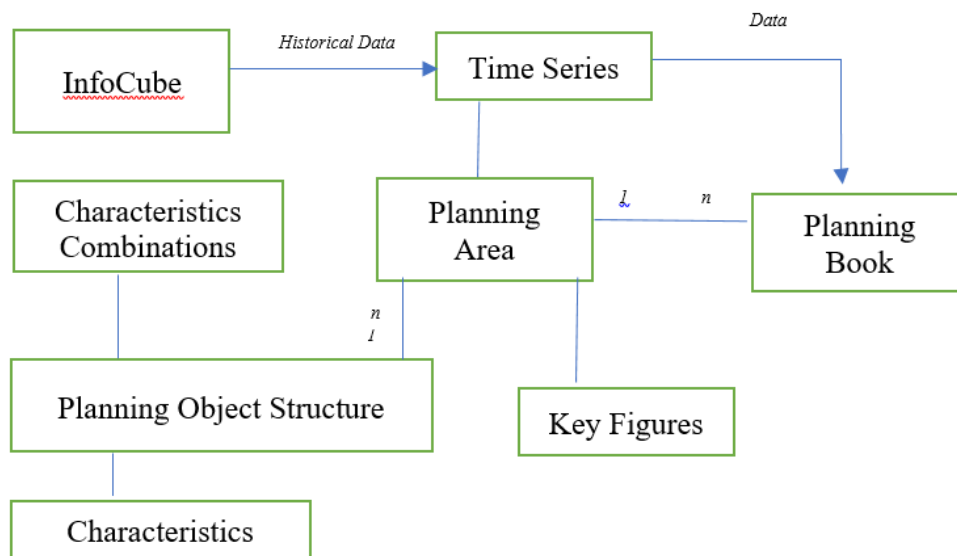 Historical Data
Data
InfoCube
Time Series
Characteristics
Combinations
Planning
Area
1
n
Planning
Book
n
1
Planning Object Structure
Key Figures
Characteristics